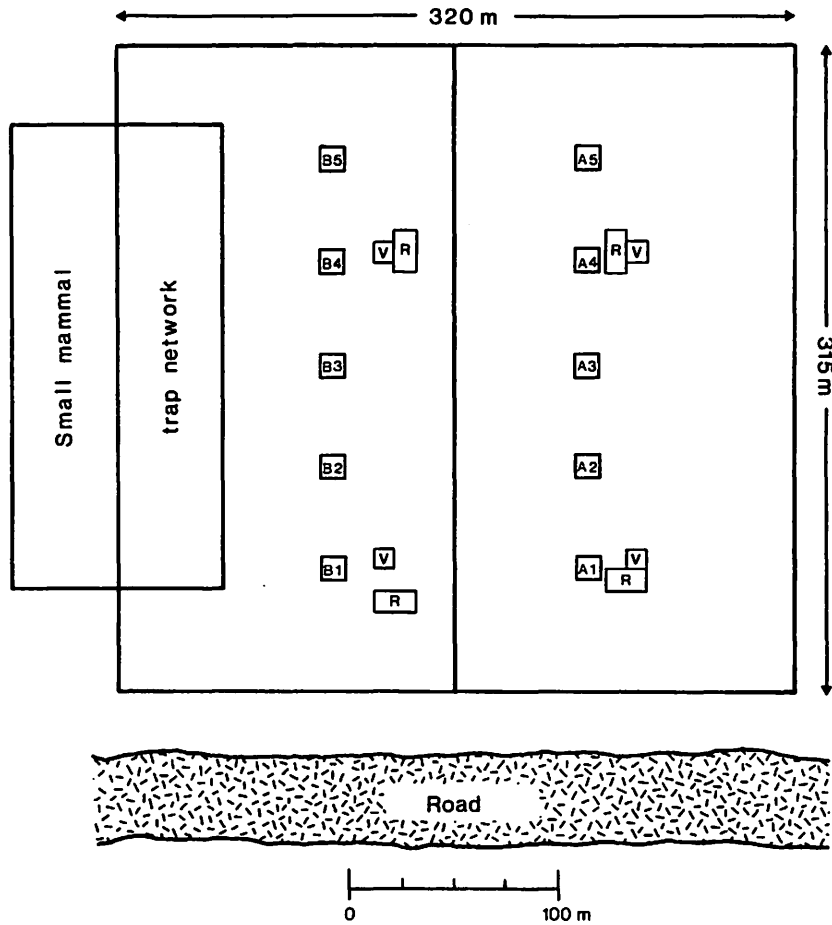 320 m
B5
A5
B4
V
R
A4
R
V
315 m
Small mammal
trap network
B3
A3
B2
A2
B1
V
R
A1
V
R
Road
0
100 m